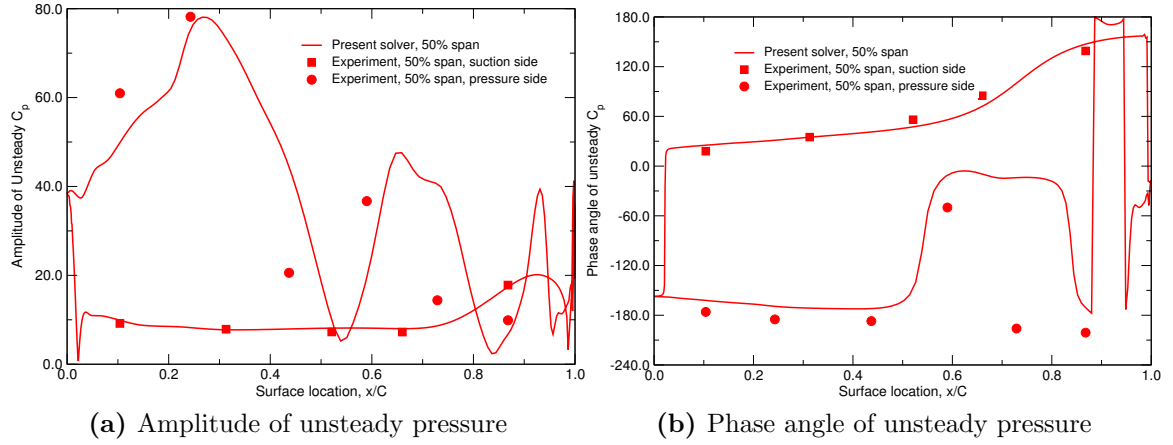 80.0
60.0
40.0
20.0
0.0
Amplitude of Unsteady C_p
Present solver, 50% span
Experiment, 50% span, suction side
Experiment, 50% span, pressure side
0.0 0.2 0.4 0.6 0.8 1.0
Surface location, x/C
(a) Amplitude of unsteady pressure
180.0
120.0
60.0
0.0
-60.0
-120.0
-180.0
-240.0
Phase angle of unsteady C_p
Present solver, 50% span
Experiment, 50% span, suction side
Experiment, 50% span, pressure side
0.0 0.2 0.4 0.6 0.8 1.0
Surface location, x/C
(b) Phase angle of unsteady pressure